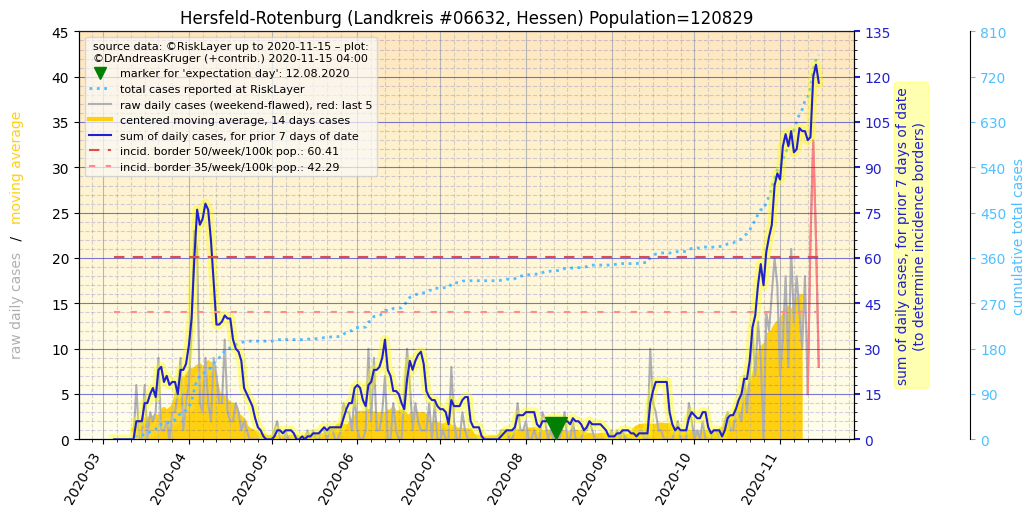 Hersfeld-Rotenburg (Landkreis #06632, Hessen) Population=120829
source data: ©RiskLayer up to 2020-11-15 – plot:
©DrAndreasKruger (+contrib.) 2020-11-15 04:00
marker for 'expectation day': 12.08.2020
total cases reported at RiskLayer
raw daily cases (weekend-flawed), red: last 5
centered moving average, 14 days cases
sum of daily cases, for prior 7 days of date
incid. border 50/week/100k pop.: 60.41
incid. border 35/week/100k pop.: 42.29
raw daily cases / moving average
45
40
35
30
25
20
15
10
5
0
2020-03
2020-04
2020-05
2020-06
2020-07
2020-08
2020-09
2020-10
2020-11
135
120
105
90
75
60
45
30
15
0
sum of daily cases, for prior 7 days of date
(to determine incidence borders)
810
720
630
540
450
360
270
180
90
0
cumulative total cases